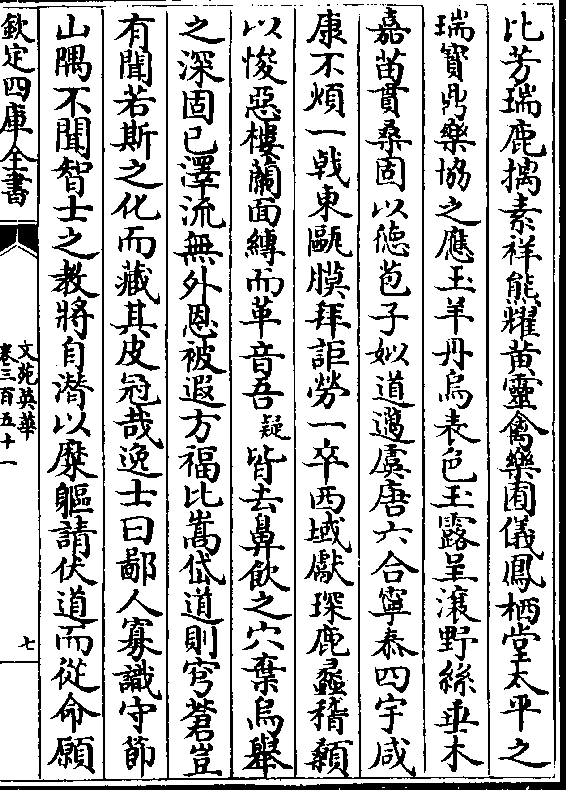 比芳瑞鹿摛素祥熊耀黄靈禽樂囿儀鳳栖堂太平之
瑞寳鼎樂協之應玉羊丹烏表色玉露呈滋野絲垂木
嘉苗貫桑固以徳苞子姒道邁虞唐六合寧泰四宇咸
康不煩一戟東甌膜拜詎勞一卒西域獻琛鹿蠡稽顙
以悛惡樓蘭面縛而革音吾疑皆去鼻飲之穴棄烏舉
之深固已澤流無外恩被遐方福比嵩岱道則穹蒼豈
有聞若斯之化而藏其皮冠哉逸士曰鄙人寡識守節
山隅不聞智士之教將自潜以糜軀請伏道而從命願
欽定四庫全書
文苑英華
卷三百五十一
七